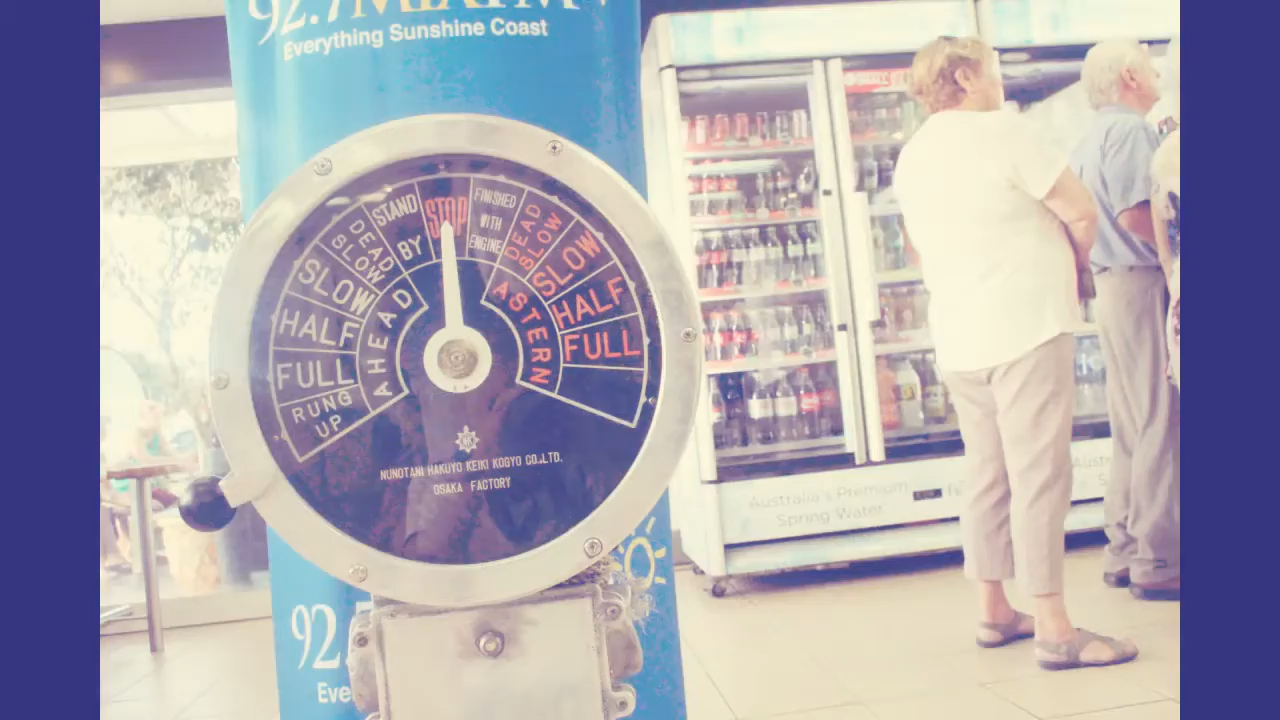 92.7 MIX FM
Everything Sunshine Coast
STAND BY
STOP
FINISHED
WITH
ENGINE
DEAD SLOW
SLOW
HALF
FULL
RUNG UP
AHEAD
DEAD SLOW
SLOW
HALF
FULL
ASTERN
NUNOTANI HAKUYO KEIKI KOGYO CO.,LTD.
OSAKA FACTORY
Australia's Premium
Spring Water
92.
Eve